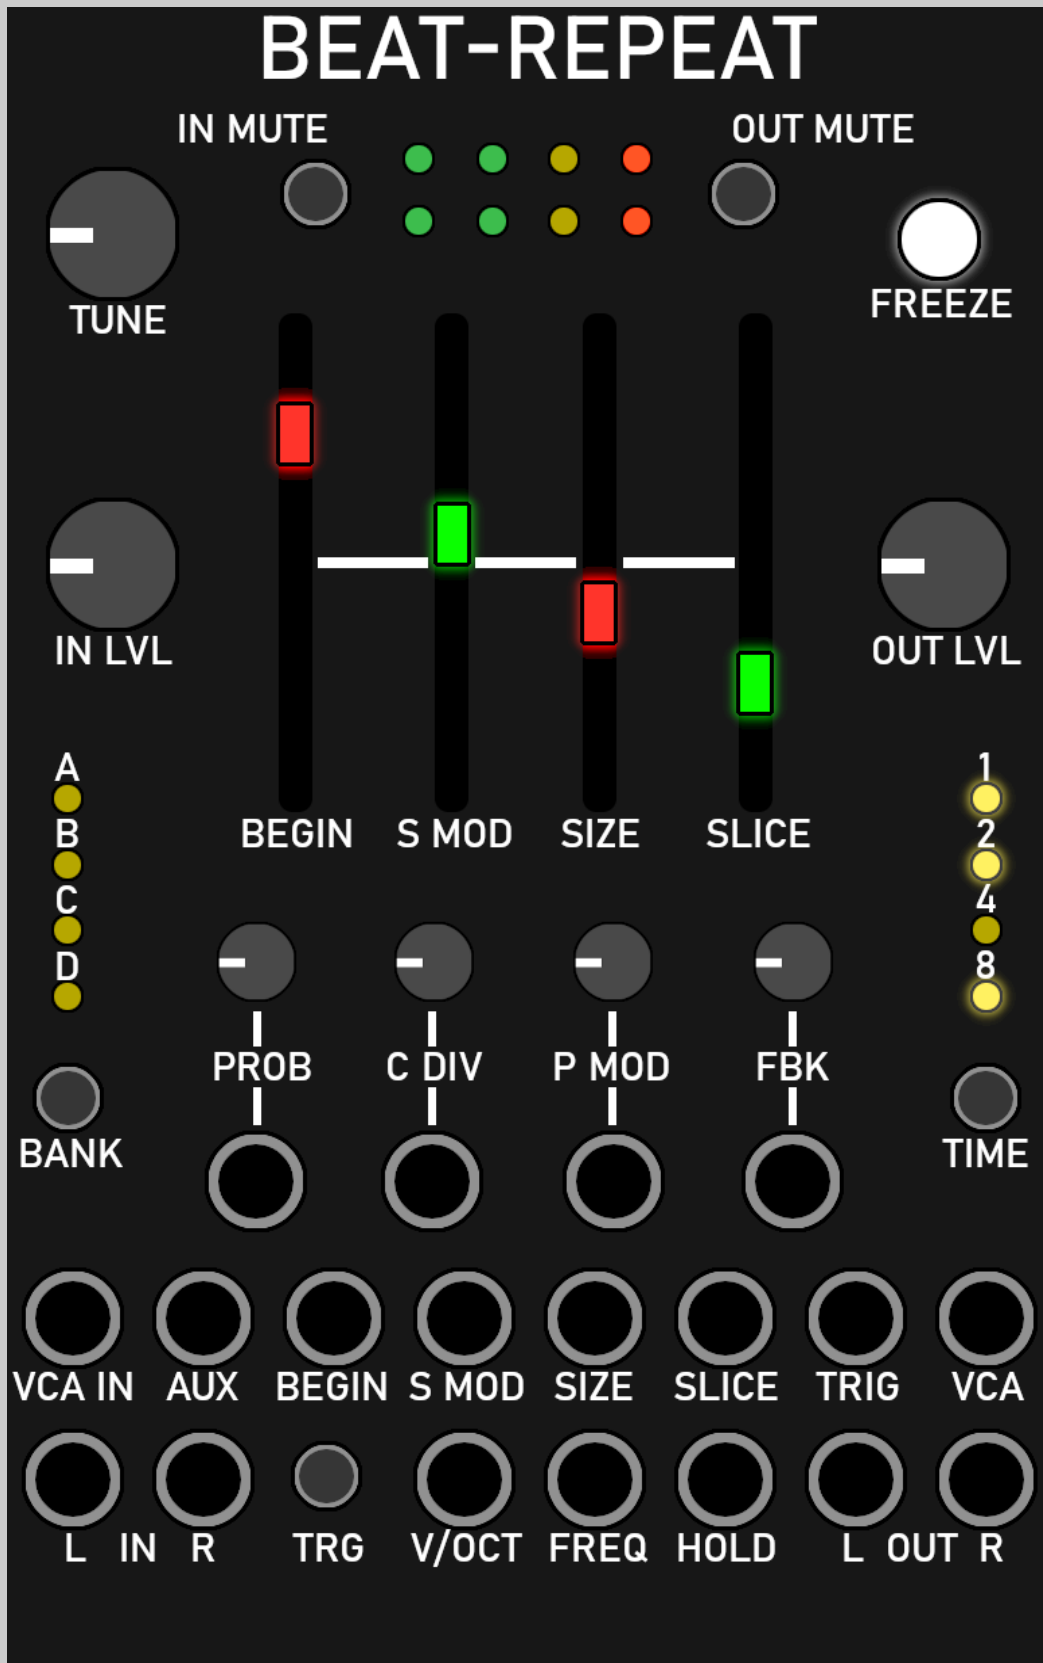 BEAT-REPEAT
IN MUTE OUT MUTE
TUNE FREEZE
IN LVL OUT LVL
A 1
B 2
C 4
D 8
BEGIN S MOD SIZE SLICE
PROB C DIV P MOD FBK
BANK TIME
VCA IN AUX BEGIN S MOD SIZE SLICE TRIG VCA
L IN R TRG V/OCT FREQ HOLD L OUT R